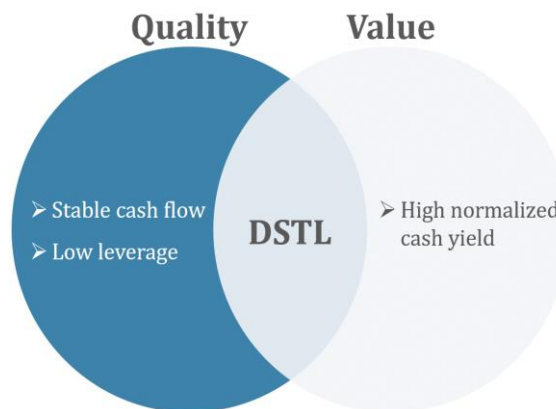 Quality
Value
➢ Stable cash flow
➢ Low leverage
DSTL
➢ High normalized
cash yield